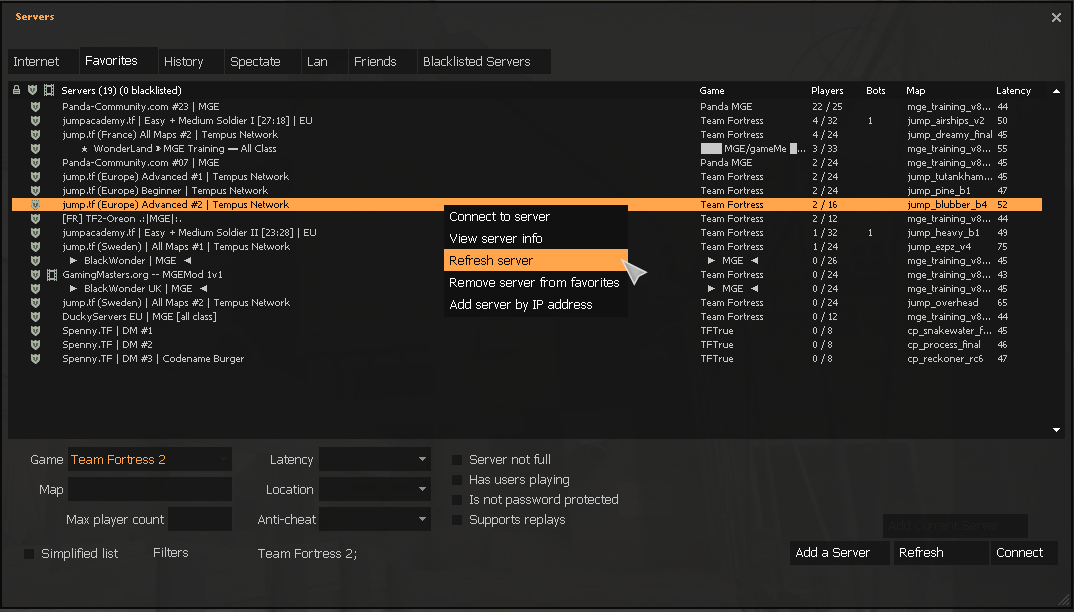 Servers
Internet Favorites History Spectate Lan Friends Blacklisted Servers
Servers (19) (0 blacklisted) Game Players Bots Map Latency
Panda-Community.com #23 | MGE Panda MGE 22 / 25 mge_training_v8... 44
jumpacademy.tf | Easy + Medium Soldier I [27:18] | EU Team Fortress 4 / 32 1 jump_airships_v2 50
jump.tf (France) All Maps #2 | Tempus Network Team Fortress 4 / 24 jump_dreamy_final 45
★ WonderLand » MGE Training — All Class MGE/gameMe ... 3 / 33 mge_training_v8... 55
Panda-Community.com #07 | MGE Panda MGE 2 / 24 mge_training_v8... 45
jump.tf (Europe) Advanced #1 | Tempus Network Team Fortress 2 / 24 jump_tutankham... 45
jump.tf (Europe) Beginner | Tempus Network Team Fortress 2 / 24 jump_pine_b1 47
jump.tf (Europe) Advanced #2 | Tempus Network Team Fortress 2 / 16 jump_blubber_b4 52
[FR] TF2-Oreon .:|MGE|:. Team Fortress 2 / 12 mge_training_v8... 44
jumpacademy.tf | Easy + Medium Soldier II [23:28] | EU Team Fortress 1 / 32 1 jump_heavy_b1 49
jump.tf (Sweden) | All Maps #1 | Tempus Network Team Fortress 1 / 24 jump_ezpz_v4 75
► BlackWonder | MGE ◄ ► MGE ◄ 0 / 26 mge_training_v8... 45
GamingMasters.org -- MGEMod 1v1 Team Fortress 0 / 24 mge_training_v8... 43
► BlackWonder UK | MGE ◄ ► MGE ◄ 0 / 24 mge_training_v8... 44
jump.tf (Sweden) | All Maps #2 | Tempus Network Team Fortress 0 / 24 jump_overhead 65
DuckyServers EU | MGE [all class] Team Fortress 0 / 12 mge_training_v8... 44
Spenny.TF | DM #1 TFTrue 0 / 8 cp_snakewater_f... 45
Spenny.TF | DM #2 TFTrue 0 / 8 cp_process_final 46
Spenny.TF | DM #3 | Codename Burger TFTrue 0 / 8 cp_reckoner_rc6 47
Connect to server
View server info
Refresh server
Remove server from favorites
Add server by IP address
Game Team Fortress 2 Latency Server not full
Map Location Has users playing
Is not password protected
Max player count Anti-cheat Supports replays
Add Current Server
Simplified list Filters Team Fortress 2; Add a Server Refresh Connect